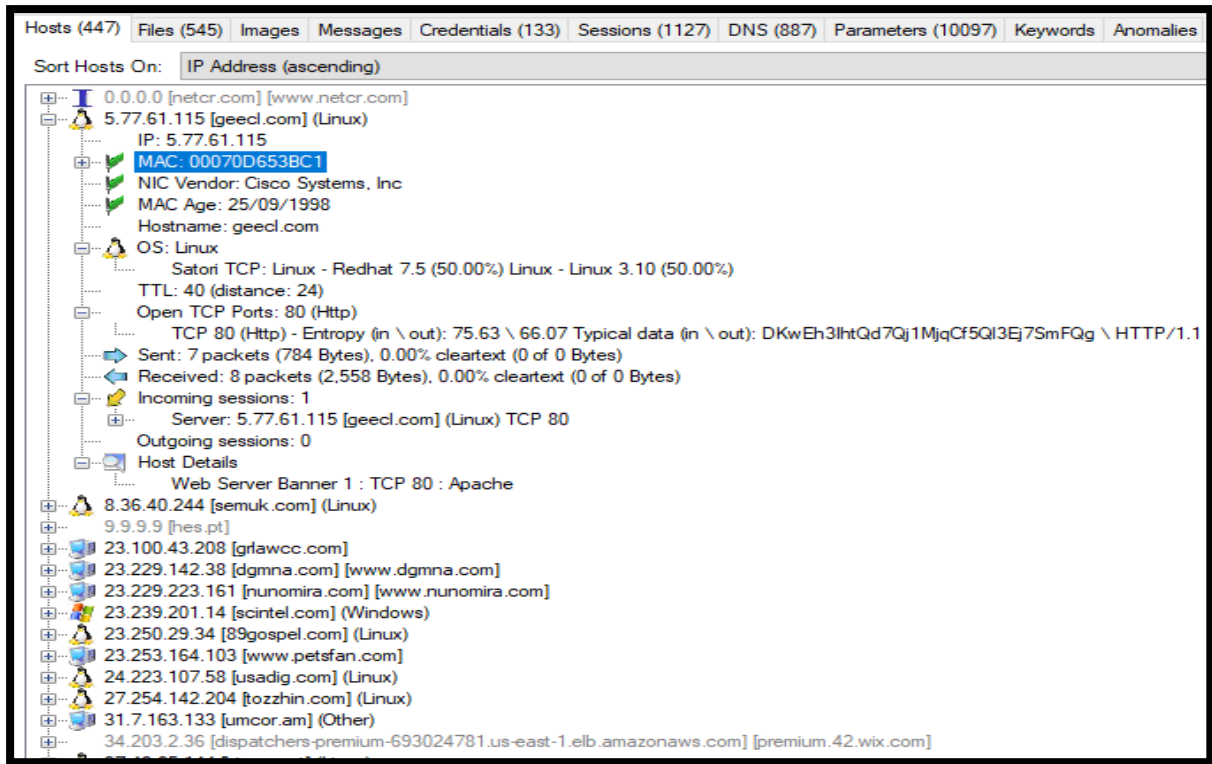 Hosts (447) Files (545) Images Messages Credentials (133) Sessions (1127) DNS (887) Parameters (10097) Keywords Anomalies
Sort Hosts On: IP Address (ascending)
0.0.0.0 [netcr.com] [www.netcr.com]
5.77.61.115 [geecl.com] (Linux)
IP: 5.77.61.115
MAC: 00070D653BC1
NIC Vendor: Cisco Systems, Inc
MAC Age: 25/09/1998
Hostname: geecl.com
OS: Linux
Satori TCP: Linux - Redhat 7.5 (50.00%) Linux - Linux 3.10 (50.00%)
TTL: 40 (distance: 24)
Open TCP Ports: 80 (Http)
TCP 80 (Http) - Entropy (in \ out): 75.63 \ 66.07 Typical data (in \ out): DKwEh3lhtQd7Qj1MjqCf5Ql3Ej7SmFQg \ HTTP/1.1
Sent: 7 packets (784 Bytes), 0.00% cleartext (0 of 0 Bytes)
Received: 8 packets (2,558 Bytes), 0.00% cleartext (0 of 0 Bytes)
Incoming sessions: 1
Server: 5.77.61.115 [geecl.com] (Linux) TCP 80
Outgoing sessions: 0
Host Details
Web Server Banner 1 : TCP 80 : Apache
8.36.40.244 [semuk.com] (Linux)
9.9.9.9 [hes.pt]
23.100.43.208 [grlawcc.com]
23.229.142.38 [dgmna.com] [www.dgmna.com]
23.229.223.161 [nunomira.com] [www.nunomira.com]
23.239.201.14 [scintel.com] (Windows)
23.250.29.34 [89gospel.com] (Linux)
23.253.164.103 [www.petsfan.com]
24.223.107.58 [usadig.com] (Linux)
27.254.142.204 [tozzhin.com] (Linux)
31.7.163.133 [umcor.am] (Other)
34.203.2.36 [dispatchers-premium-693024781.us-east-1.elb.amazonaws.com] [premium.42.wix.com]